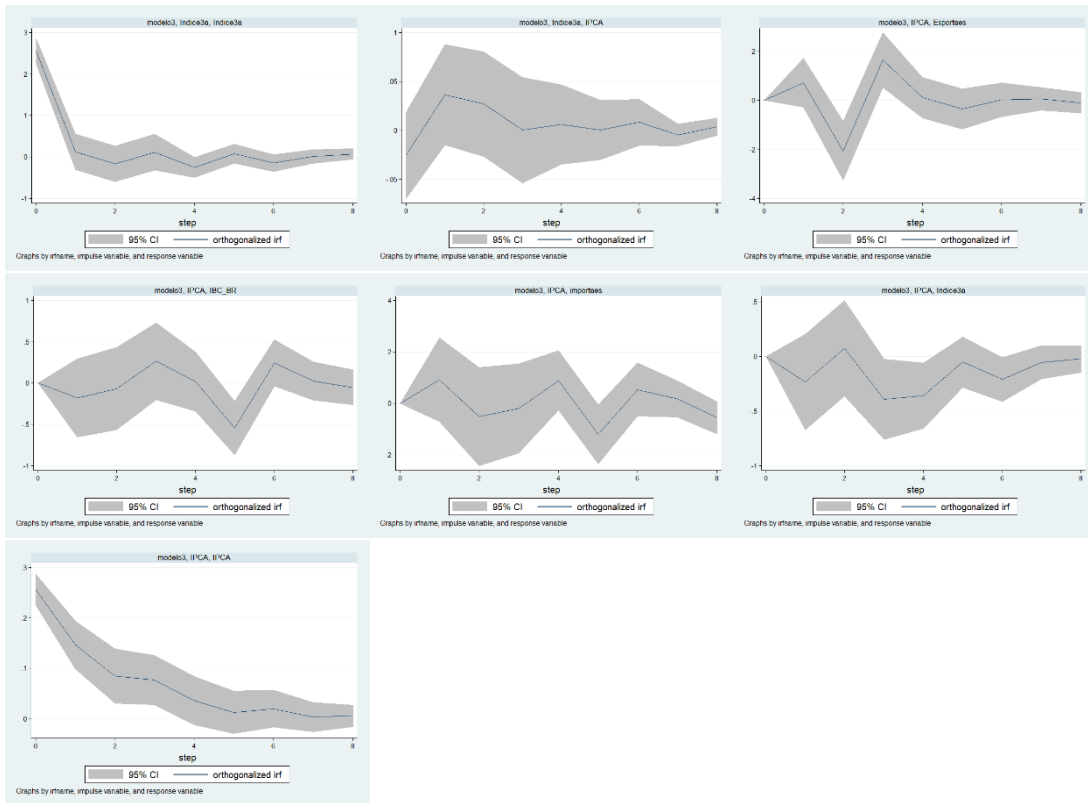 modelo3, Indice3a, Indice3a
3
2
1
0
-1
0 2 4 6 8
step
95% CI orthogonalized irf
Graphs by irfname, impulse variable, and response variable
modelo3, Indice3a, IPCA
.1
.05
0
-.05
0 2 4 6 8
step
95% CI orthogonalized irf
Graphs by irfname, impulse variable, and response variable
modelo3, IPCA, Exportaes
2
0
-2
-4
0 2 4 6 8
step
95% CI orthogonalized irf
Graphs by irfname, impulse variable, and response variable
modelo3, IPCA, IBC_BR
1
.5
0
-.5
-1
0 2 4 6 8
step
95% CI orthogonalized irf
Graphs by irfname, impulse variable, and response variable
modelo3, IPCA, importaes
4
2
0
2
0 2 4 6 8
step
95% CI orthogonalized irf
Graphs by irfname, impulse variable, and response variable
modelo3, IPCA, Indice3a
.5
0
-.5
-1
0 2 4 6 8
step
95% CI orthogonalized irf
Graphs by irfname, impulse variable, and response variable
modelo3, IPCA, IPCA
.3
.2
.1
0
0 2 4 6 8
step
95% CI orthogonalized irf
Graphs by irfname, impulse variable, and response variable